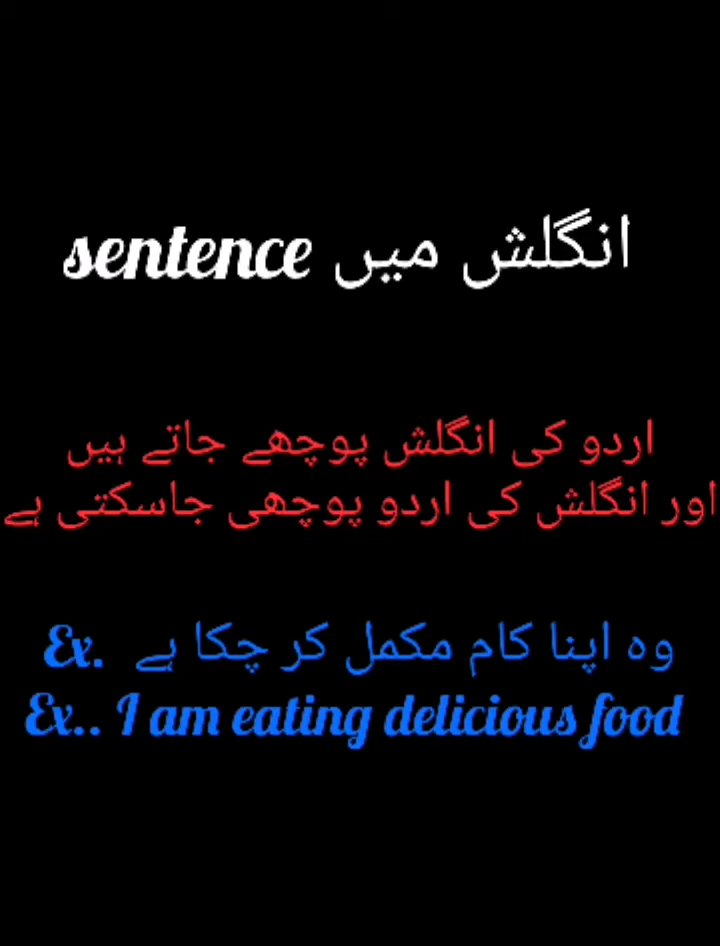 انگلش میں sentence
اردو کی انگلش پوچھے جاتے ہیں
اور انگلش کی اردو پوچھی جاسکتی ہے
Ex. وہ اپنا کام مکمل کر چکا ہے
Ex.. I am eating delicious food